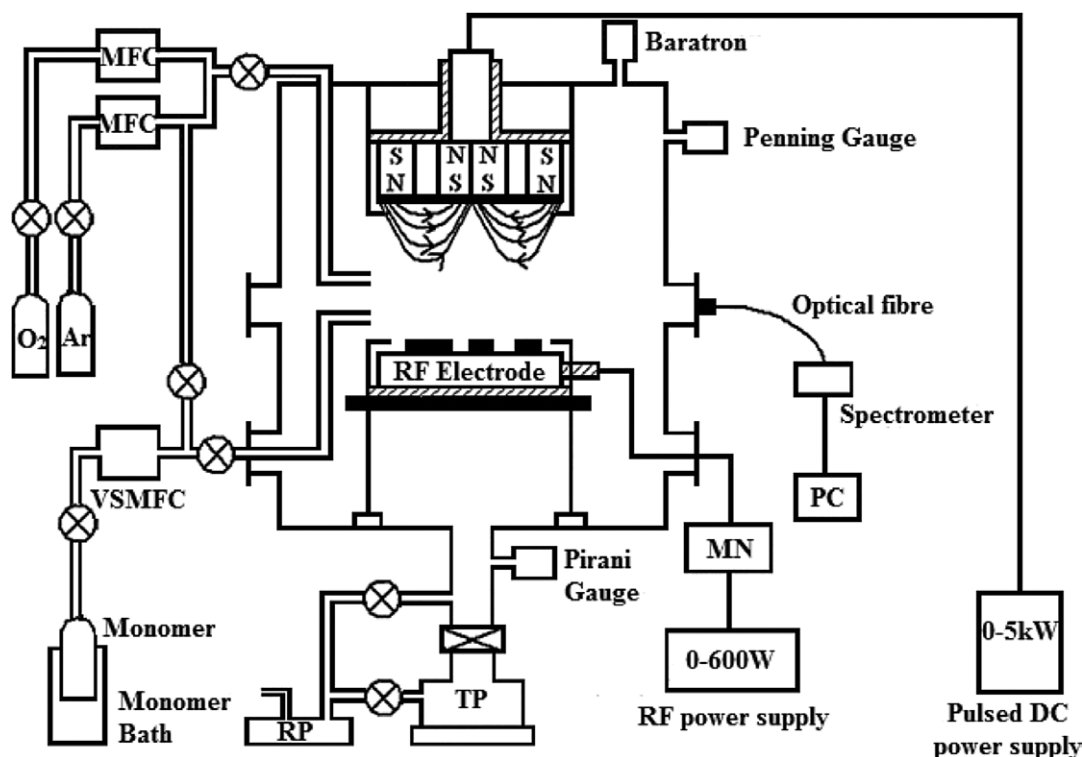 Baratron
MFC
MFC
Penning Gauge
S N N S
N S S N
Optical fibre
O2 Ar
RF Electrode
Spectrometer
VSMFC
PC
MN
Pirani
Gauge
Monomer
0-5kW
0-600W
Monomer
Bath
TP
RP
RF power supply
Pulsed DC
power supply